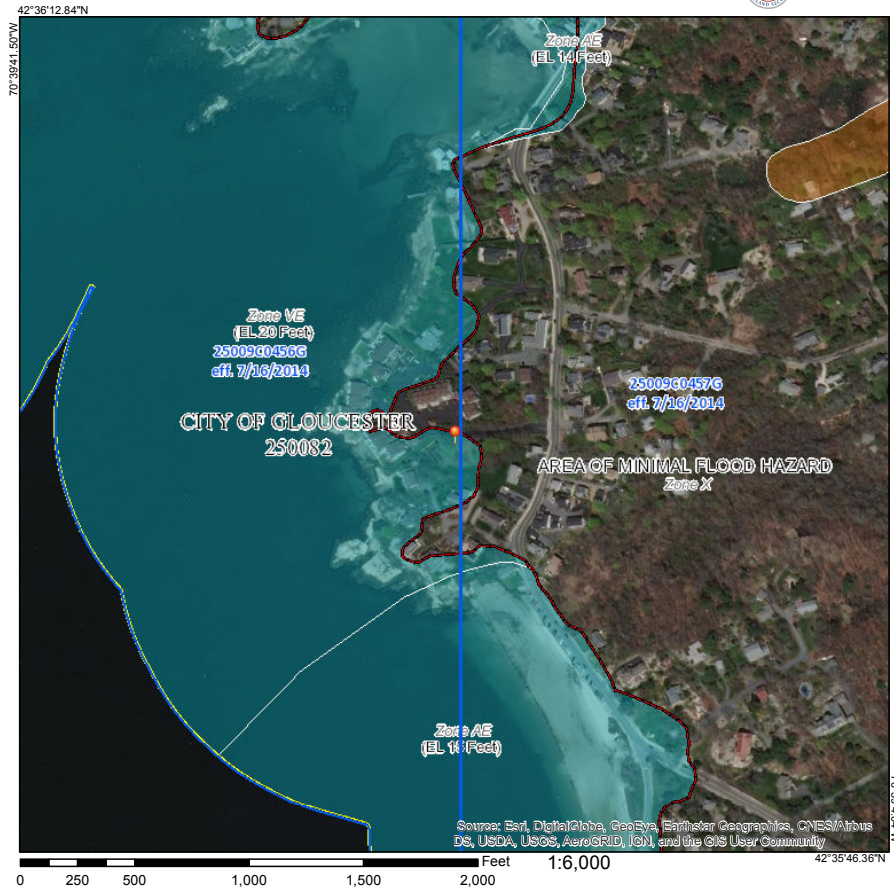 42°36'12.84"N
70°39'41.50"W
Zone AE
(EL 14 Feet)
Zone VE
(EL 20 Feet)
25009C0456G
eff. 7/16/2014
25009C0457G
eff. 7/16/2014
CITY OF GLOUCESTER
250082
AREA OF MINIMAL FLOOD HAZARD
Zone X
Zone AE
Feet)
Source: Esri, DigitalGlobe, GeoEye, Earthstar Geographics, CNES/Airbus
DS, USDA, USGS, AeroGRID, IGN, and the GIS User Community
Feet
1:6,000
42°35'46.36"N
0 250 500 1,000 1,500 2,000